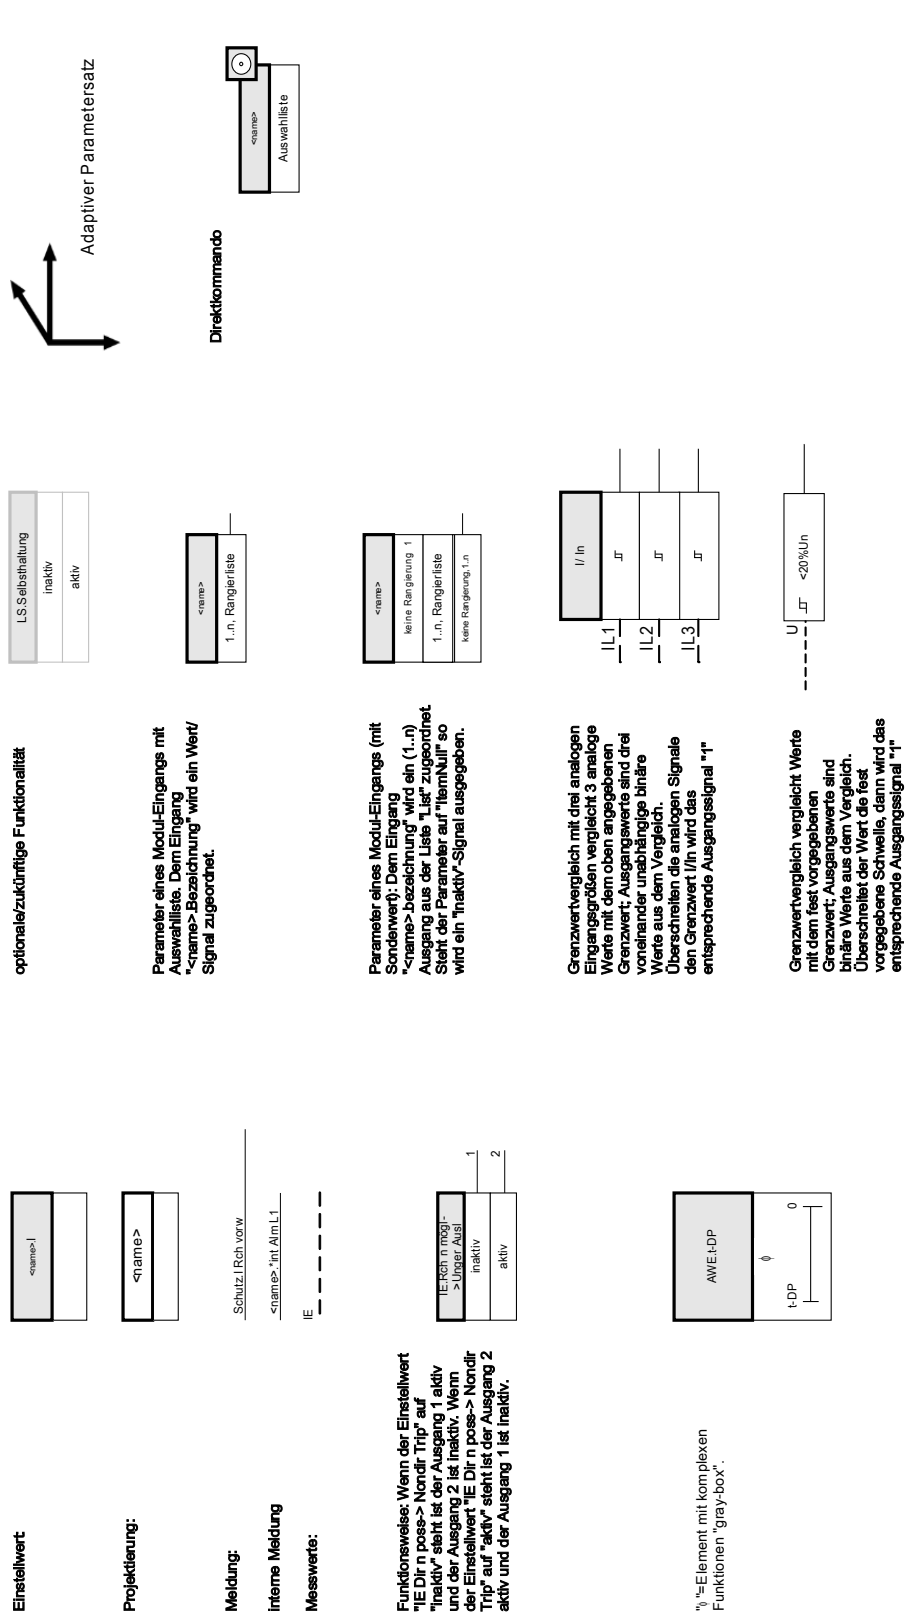 Einstellwert:
<name>.I
Projektierung:
<name>
Meldung:
Schutz.I Rch vorw
interne Meldung
<name>.*int Alm L1
Messwerte:
IE
Funktionsweise: Wenn der Einstellwert
"IE Dir n poss-> Nondir Trip" auf
"inaktiv" steht ist der Ausgang 1 aktiv
und der Ausgang 2 ist inaktiv. Wenn
der Einstellwert "IE Dir n poss-> Nondir
Trip" auf "aktiv" steht ist der Ausgang 2
aktiv und der Ausgang 1 ist inaktiv.
IE.Rch n mogl -
> Unger Ausl
inaktiv
aktiv
1
2
"ϕ"=Element mit komplexen
Funktionen "gray-box".
AWE.t-DP
ϕ
t-DP
0
optionale/zukünftige Funktionalität
LS.Selbsthaltung
inaktiv
aktiv
Parameter eines Modul-Eingangs mit
Auswahlliste. Dem Eingang
"<name>.Bezeichnung" wird ein Wert/
Signal zugeordnet.
<name>
1..n, Rangierliste
Parameter eines Modul-Eingangs (mit
Sonderwert): Dem Eingang
"<name>.bezeichnung" wird ein (1..n)
Ausgang aus der Liste "List" zugeordnet.
Steht der Parameter auf "ItemNull" so
wird ein "Inaktiv"-Signal ausgegeben.
<name>
keine Rangierung 1
1..n, Rangierliste
keine Rangierung,1..n
Grenzwertvergleich mit drei analogen
Eingangsgrößen vergleicht 3 analoge
Werte mit dem oben angegebenen
Grenzwert; Ausgangswerte sind drei
voneinander unabhängige binäre
Werte aus dem Vergleich.
Überschreiten die analogen Signale
den Grenzwert I/In wird das
entsprechende Ausgangssignal "1"
I/ In
IL1
IL2
IL3
Grenzwertvergleich vergleicht Werte
mit dem fest vorgegebenen
Grenzwert; Ausgangswerte sind
binäre Werte aus dem Vergleich.
Überschreitet der Wert die fest
vorgegebene Schwelle, dann wird das
entsprechende Ausgangssignal "1"
U
<20%Un
Adaptiver Parametersatz
Direktkommando
<name>
Auswahlliste